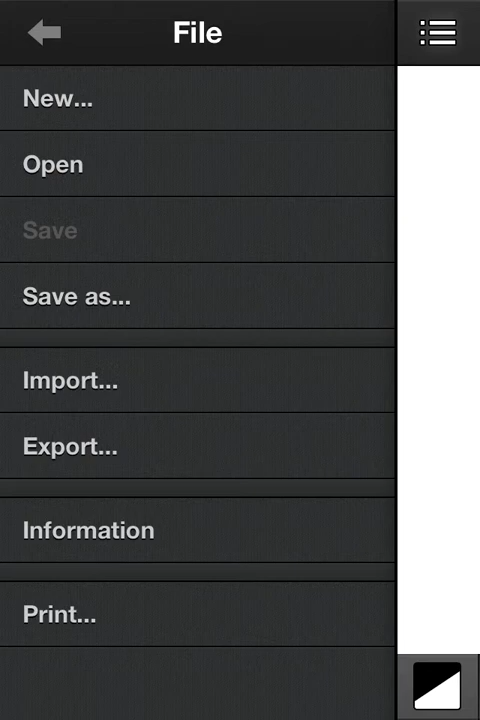 File
New...
Open
Save
Save as...
Import...
Export...
Information
Print...